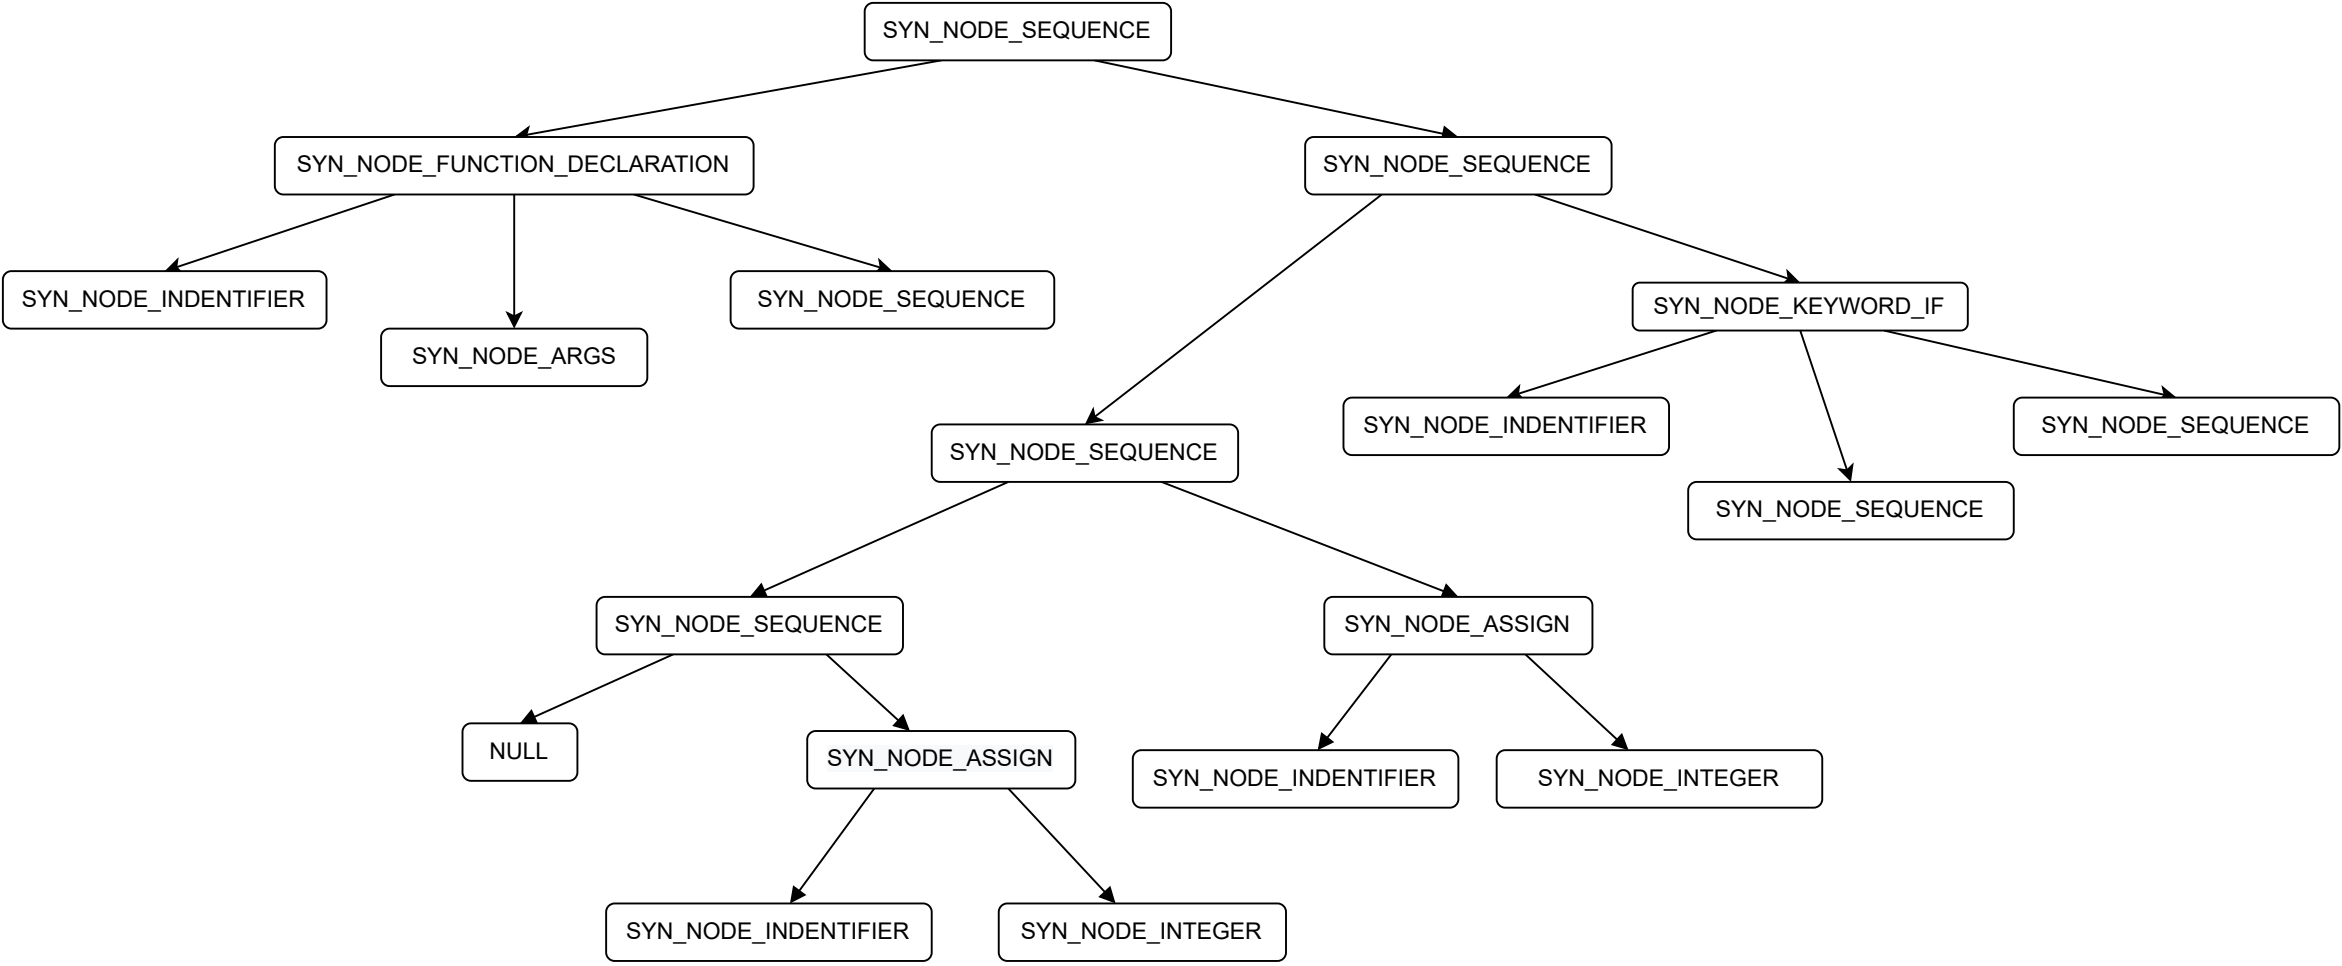 SYN_NODE_SEQUENCE
SYN_NODE_FUNCTION_DECLARATION
SYN_NODE_SEQUENCE
SYN_NODE_INDENTIFIER
SYN_NODE_SEQUENCE
SYN_NODE_KEYWORD_IF
SYN_NODE_ARGS
SYN_NODE_INDENTIFIER
SYN_NODE_SEQUENCE
SYN_NODE_SEQUENCE
SYN_NODE_SEQUENCE
SYN_NODE_SEQUENCE
SYN_NODE_ASSIGN
NULL
SYN_NODE_ASSIGN
SYN_NODE_INDENTIFIER
SYN_NODE_INTEGER
SYN_NODE_INDENTIFIER
SYN_NODE_INTEGER